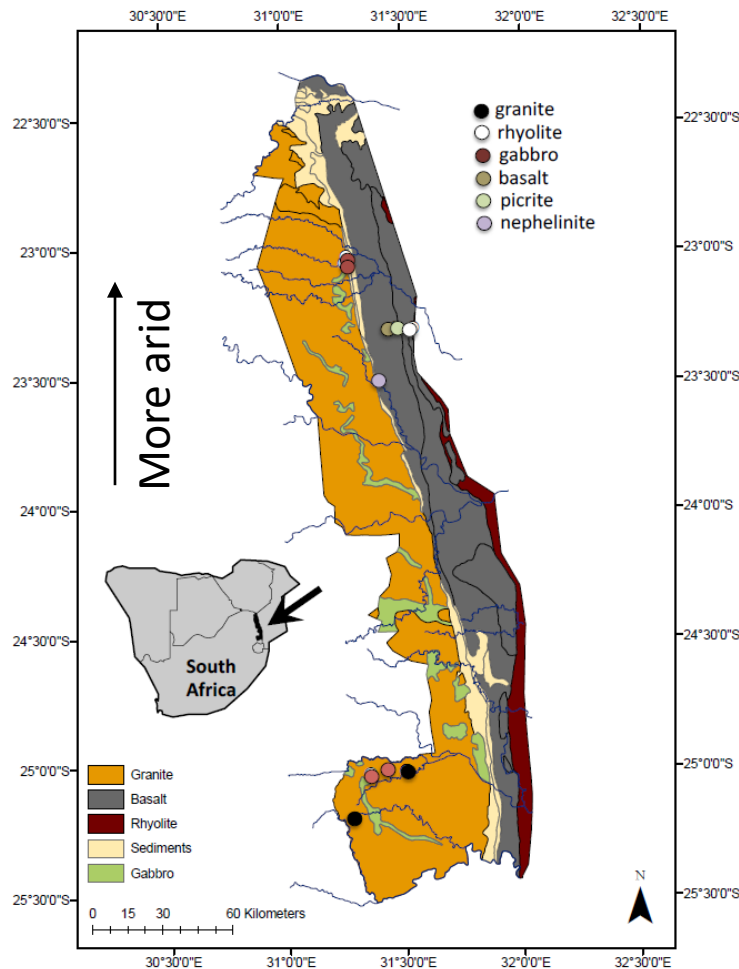 30°30'0"E
31°0'0"E
31°30'0"E
32°0'0"E
32°30'0"E
22°30'0"S
23°0'0"S
23°30'0"S
24°0'0"S
24°30'0"S
25°0'0"S
25°30'0"S
granite
rhyolite
gabbro
basalt
picrite
nephelinite
22°30'0"S
23°0'0"S
23°30'0"S
24°0'0"S
24°30'0"S
25°0'0"S
25°30'0"S
More arid
South
Africa
Granite
Basalt
Rhyolite
Sediments
Gabbro
0 15 30 60 Kilometers
N
30°30'0"E
31°0'0"E
31°30'0"E
32°0'0"E
32°30'0"E